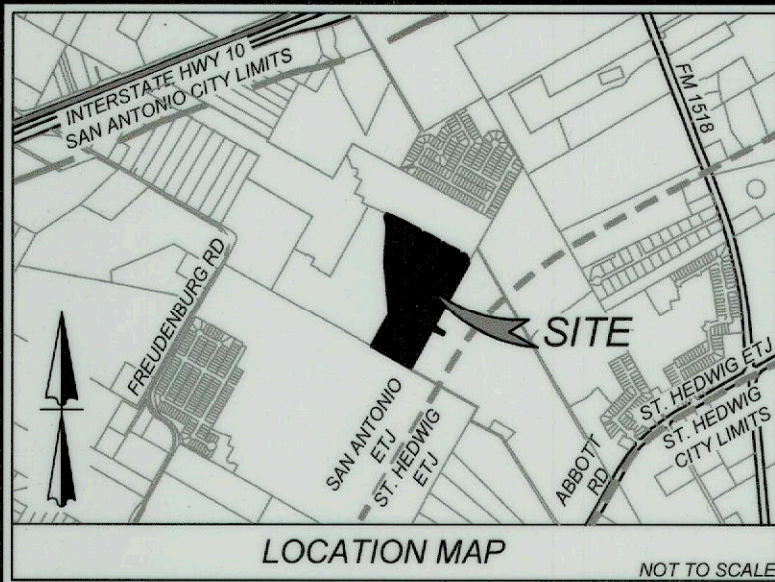 INTERSTATE HWY 10
SAN ANTONIO CITY LIMITS
FM 1518
FREUDENBURG RD
SITE
SAN ANTONIO
ETJ
ST. HEDWIG
ETJ
ABBOTT
RD
ST. HEDWIG ETJ
ST. HEDWIG
CITY LIMITS
LOCATION MAP
NOT TO SCALE